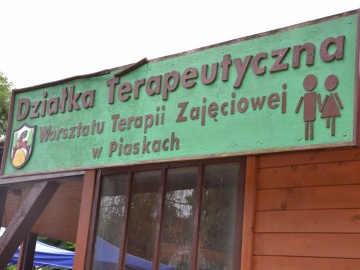 Działka Terapeutyczna
Warsztatu Terapii Zajęciowej
w Piaskach